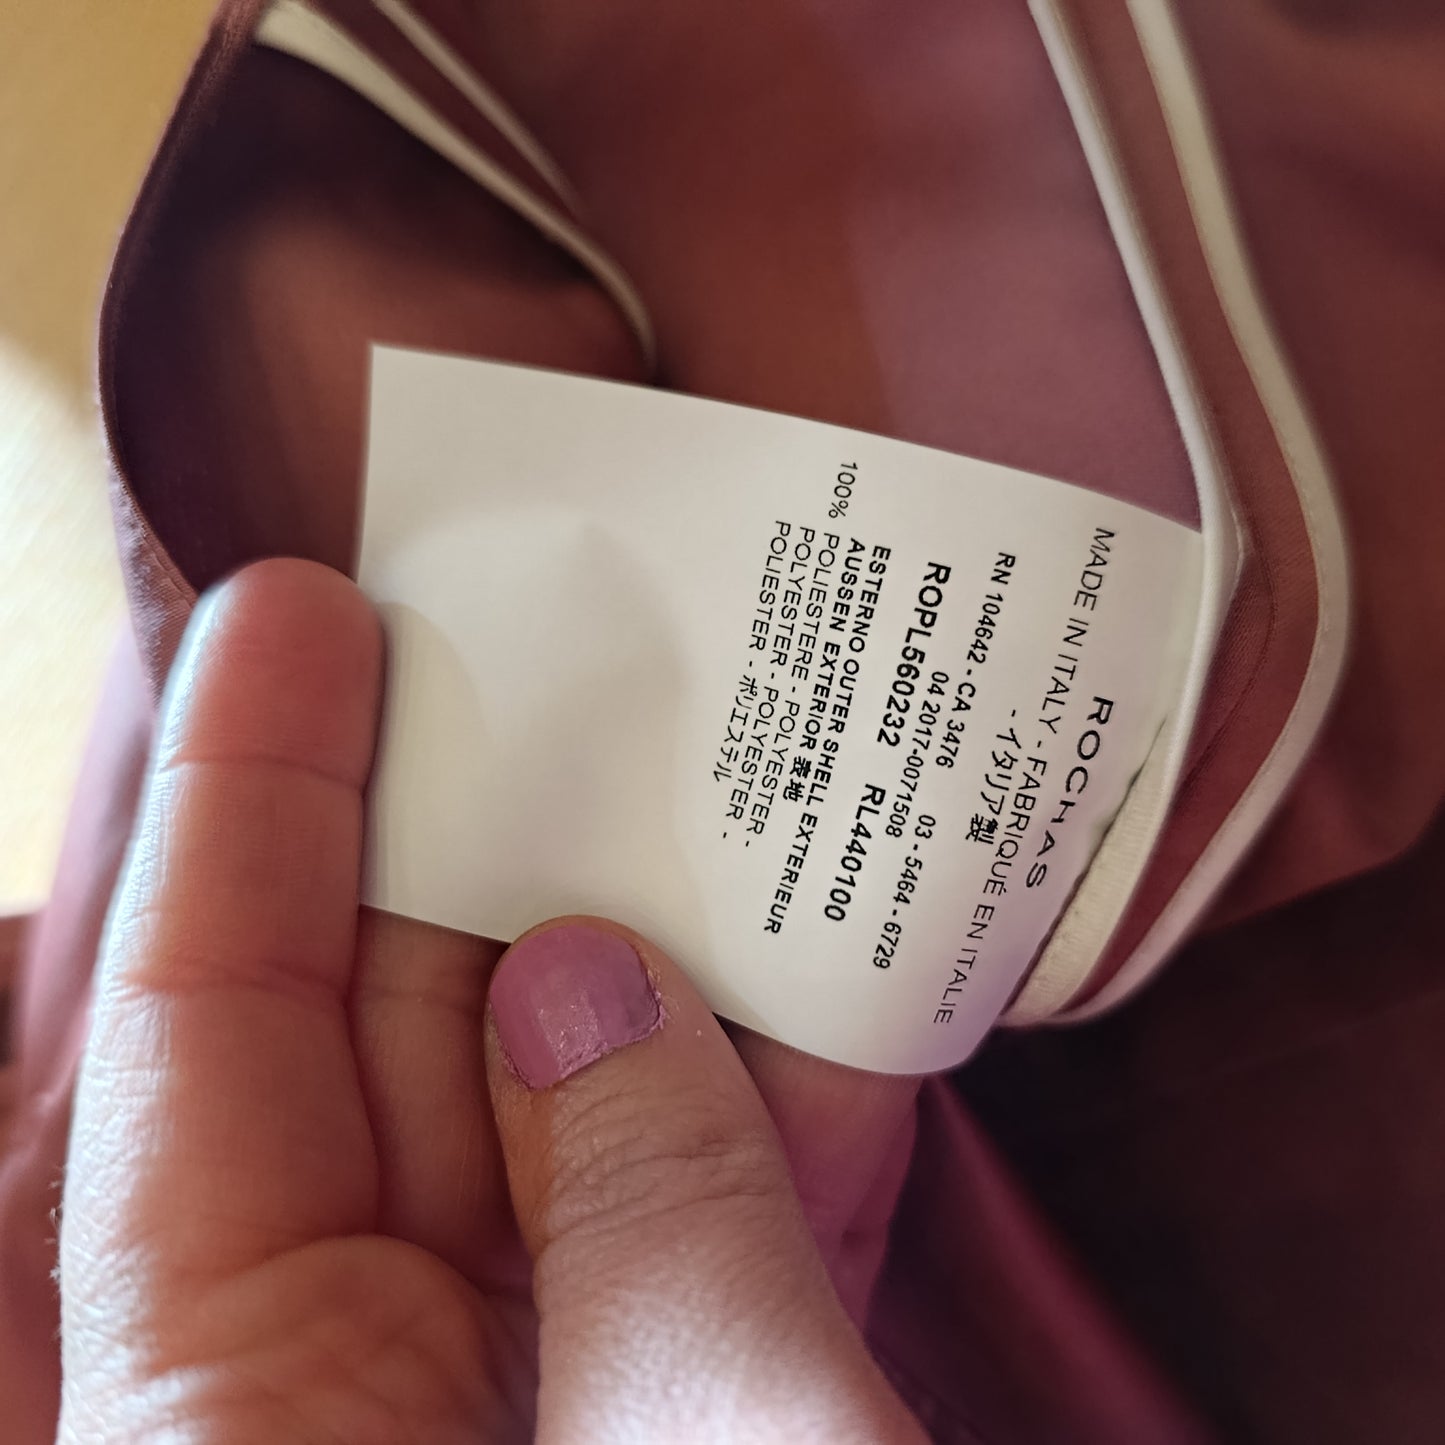 ROCHAS
MADE IN ITALY - FABRIQUÉ EN ITALIE
- イタリア製
RN 104642 - CA 3476 03 - 5464 - 6729
04 2017-0071508
ROPL560232 RL440100
ESTERNO OUTER SHELL EXTERIEUR
AUSSEN EXTERIOR 表地
100% POLIESTERE - POLYESTER -
POLYESTER - POLYESTER -
POLIESTER - ポリエステル